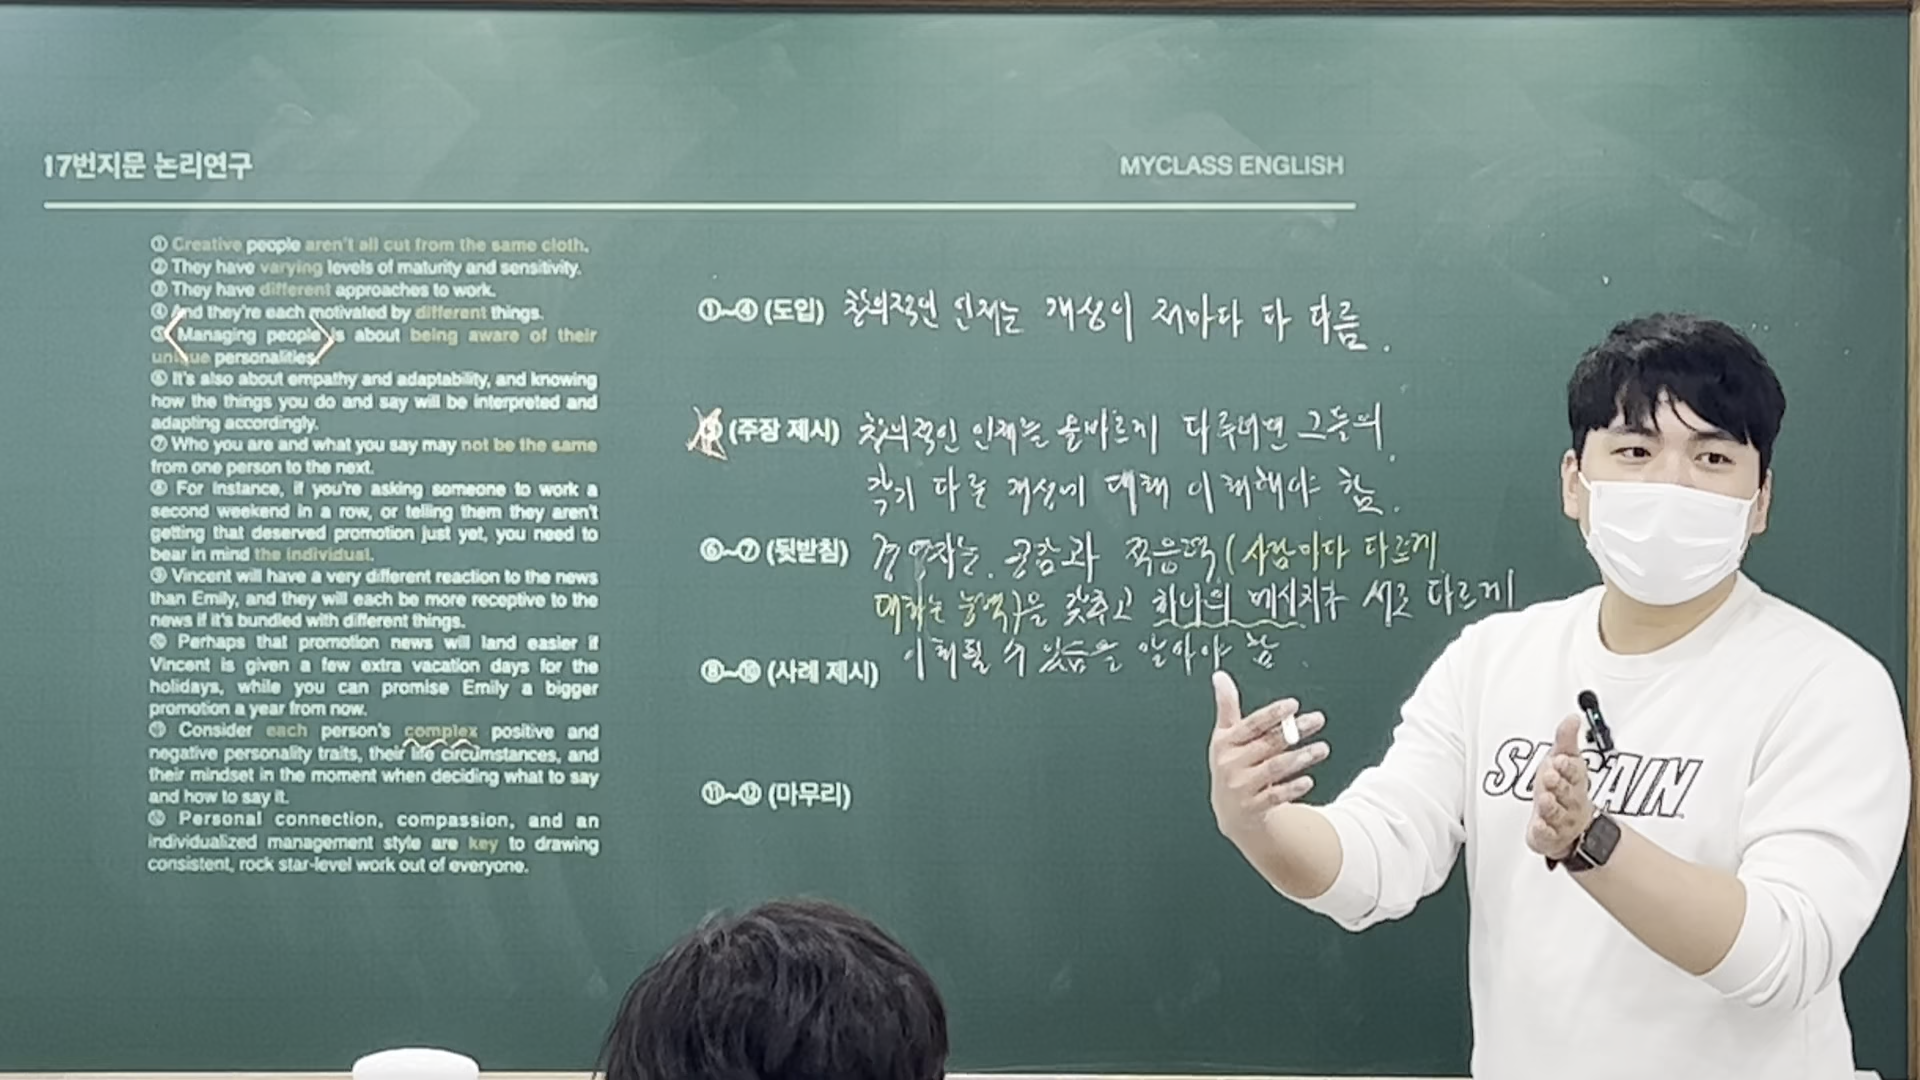 17번지문 논리연구
MYCLASS ENGLISH
① Creative people aren't all cut from the same cloth.
② They have varying levels of maturity and sensitivity.
③ They have different approaches to work.
④ And they're each motivated by different things.
⑤ Managing people is about being aware of their
unique personalities.
⑥ It's also about empathy and adaptability, and knowing
how the things you do and say will be interpreted and
adapting accordingly.
⑦ Who you are and what you say may not be the same
from one person to the next.
⑧ For instance, if you're asking someone to work a
second weekend in a row, or telling them they aren't
getting that deserved promotion just yet, you need to
bear in mind the individual.
⑨ Vincent will have a very different reaction to the news
than Emily, and they will each be more receptive to the
news if it's bundled with different things.
⑩ Perhaps that promotion news will land easier if
Vincent is given a few extra vacation days for the
holidays, while you can promise Emily a bigger
promotion a year from now.
⑪ Consider each person's complex positive and
negative personality traits, their life circumstances, and
their mindset in the moment when deciding what to say
and how to say it.
⑫ Personal connection, compassion, and an
individualized management style are key to drawing
consistent, rock star-level work out of everyone.
①~④ (도입) 창의적인 인재는 개성이 저마다 다 다름.
⑤ (주장 제시) 창의적인 인재를 올바르게 다루려면 그들의
각기 다른 개성에 대해 이해해야 함.
⑥~⑦ (뒷받침) 경영자는 공감과 적응력(사람마다 다르게
대하는 능력)을 갖추고 하나의 메시지가 서로 다르게
이해될 수 있음을 알아야 함.
⑧~⑩ (사례 제시)
⑪~⑫ (마무리)